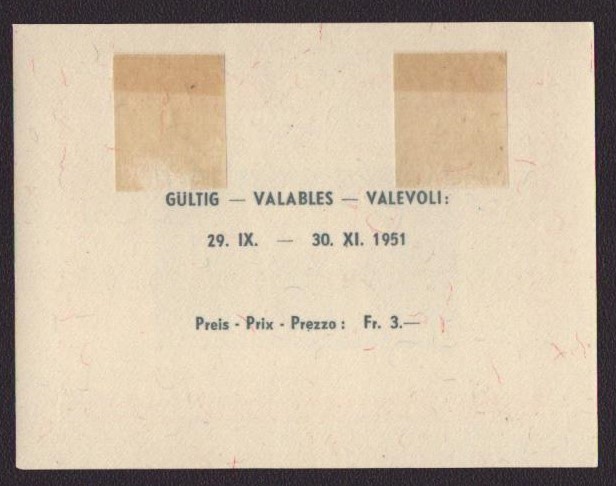 GÜLTIG — VALABLES — VALEVOLI:
29. IX. — 30. XI. 1951
Preis - Prix - Prezzo: Fr. 3.—